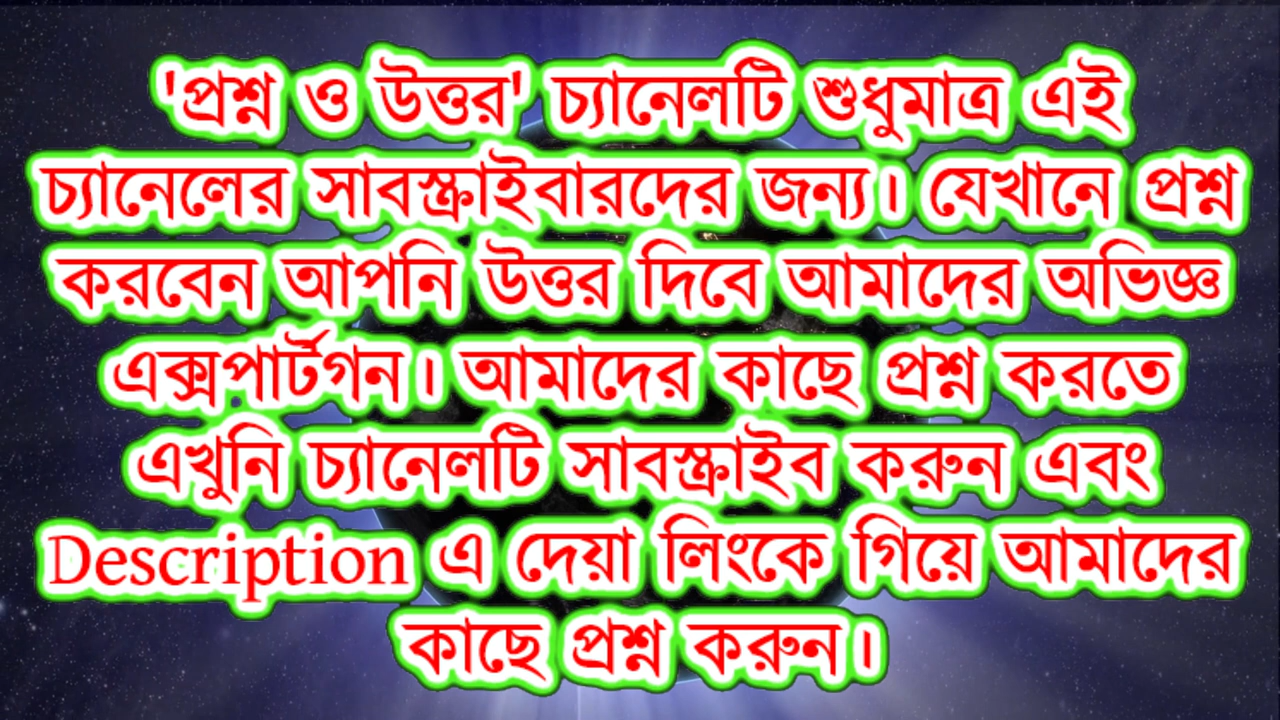 'প্রশ্ন ও উত্তর' চ্যানেলটি শুধুমাত্র এই
চ্যানেলের সাবস্ক্রাইবারদের জন্য। যেখানে প্রশ্ন
করবেন আপনি উত্তর দিবে আমাদের অভিজ্ঞ
এক্সপার্টগন। আমাদের কাছে প্রশ্ন করতে
এখুনি চ্যানেলটি সাবস্ক্রাইব করুন এবং
Description এ দেয়া লিংকে গিয়ে আমাদের
কাছে প্রশ্ন করুন।